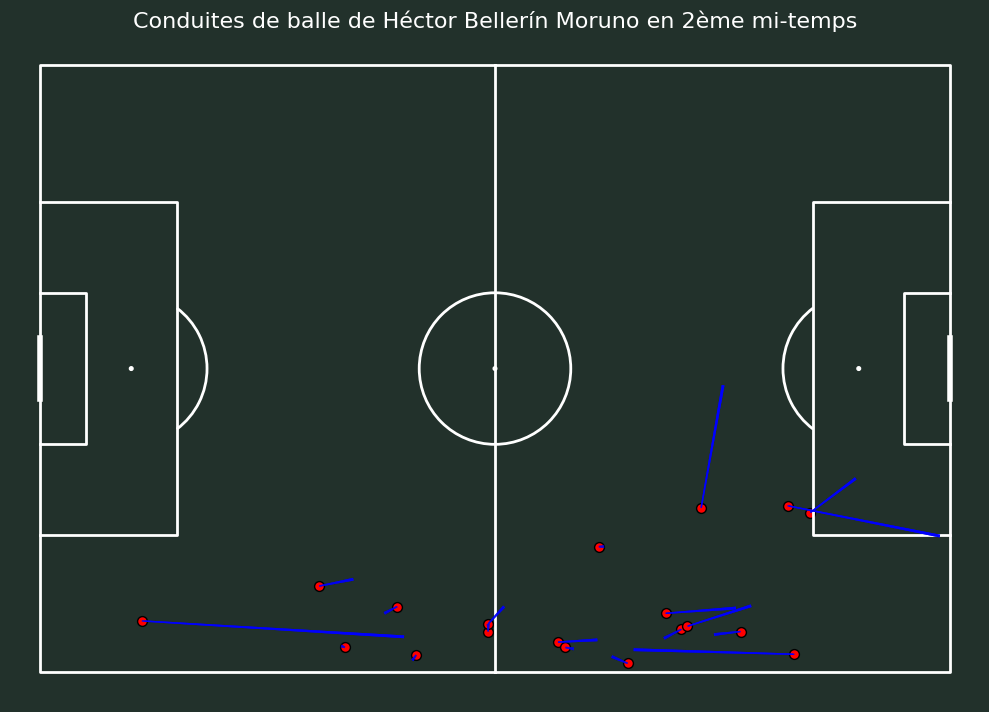 Conduites de balle de Héctor Bellerín Moruno en 2ème mi-temps